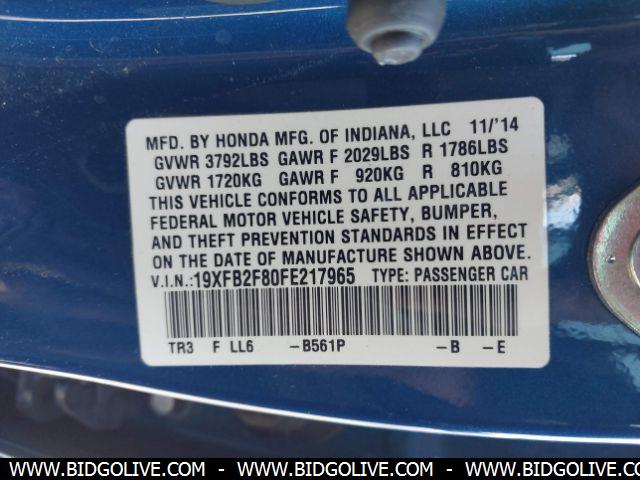 MFD. BY HONDA MFG. OF INDIANA, LLC 11/'14
GVWR 3792LBS GAWR F 2029LBS R 1786LBS
GVWR 1720KG GAWR F 920KG R 810KG
THIS VEHICLE CONFORMS TO ALL APPLICABLE
FEDERAL MOTOR VEHICLE SAFETY, BUMPER,
AND THEFT PREVENTION STANDARDS IN EFFECT
ON THE DATE OF MANUFACTURE SHOWN ABOVE.
V.I.N.:19XFB2F80FE217965 TYPE: PASSENGER CAR
TR3 F LL6 -B561P -B -E
WWW.BIDGOLIVE.COM - WWW.BIDGOLIVE.COM - WWW.BIDGOLIVE.COM